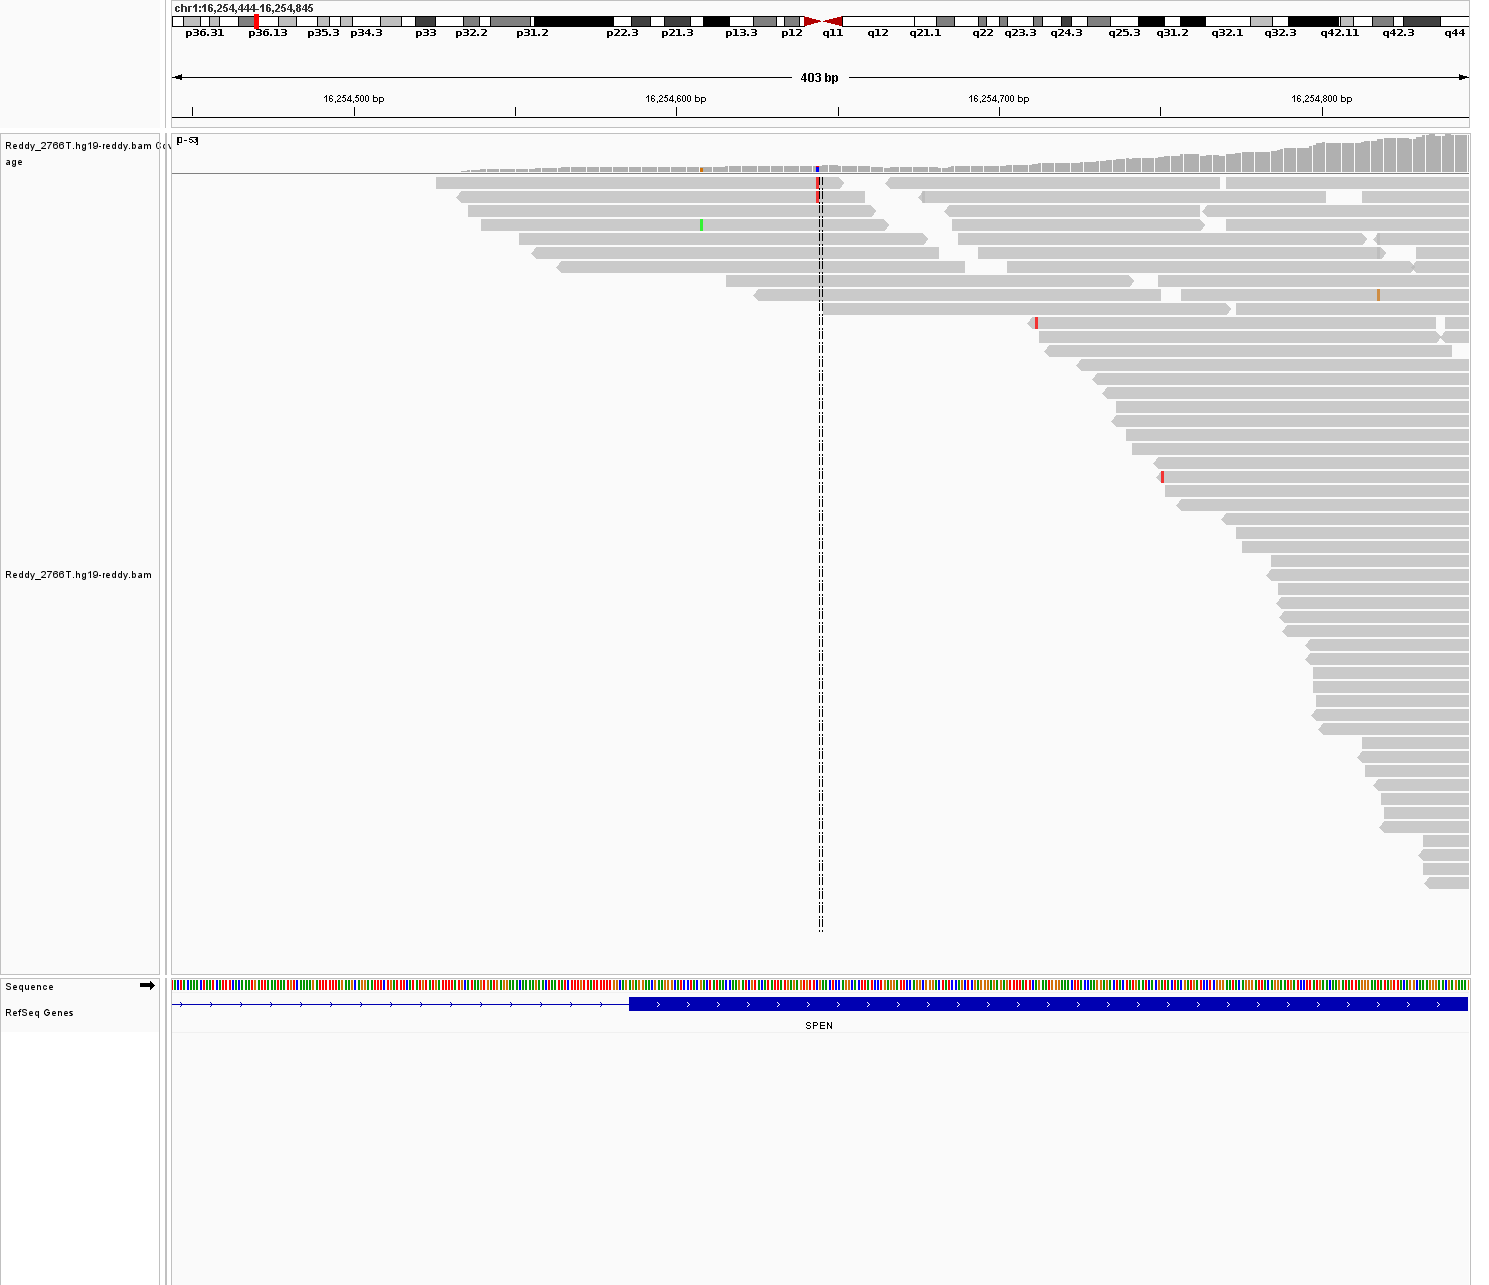 chr1:16,254,444-16,254,845
p36.31 p36.13 p35.3 p34.3 p33 p32.2 p31.2 p22.3 p21.3 p13.3 p12 q11 q12 q21.1 q22 q23.3 q24.3 q25.3 q31.2 q32.1 q32.3 q42.11 q42.3 q44
403 bp
16,254,500 bp 16,254,600 bp 16,254,700 bp 16,254,800 bp
[0-53]
Reddy_2766T.hg19-reddy.bam Cov
age
Reddy_2766T.hg19-reddy.bam
Sequence
RefSeq Genes
SPEN